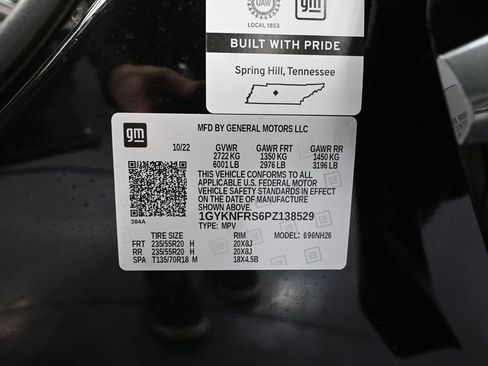 UAW
gm
LOCAL 1853
BUILT WITH PRIDE
Spring Hill, Tennessee
gm
MFD BY GENERAL MOTORS LLC
10/22 GVWR GAWR FRT GAWR RR
2722 KG 1350 KG 1450 KG
6001 LB 2976 LB 3196 LB
THIS VEHICLE CONFORMS TO ALL
APPLICABLE U.S. FEDERAL MOTOR
VEHICLE SAFETY STANDARDS IN EFFECT
ON THE DATE OF MANUFACTURE
SHOWN ABOVE.
384A
1GYKNFRS6PZ138529
TYPE: MPV
TIRE SIZE RIM MODEL: 696NH26
FRT 235/55R20 H 20X8J
RR 235/55R20 H 20X8J
SPA T135/70R18 M 18X4.5B